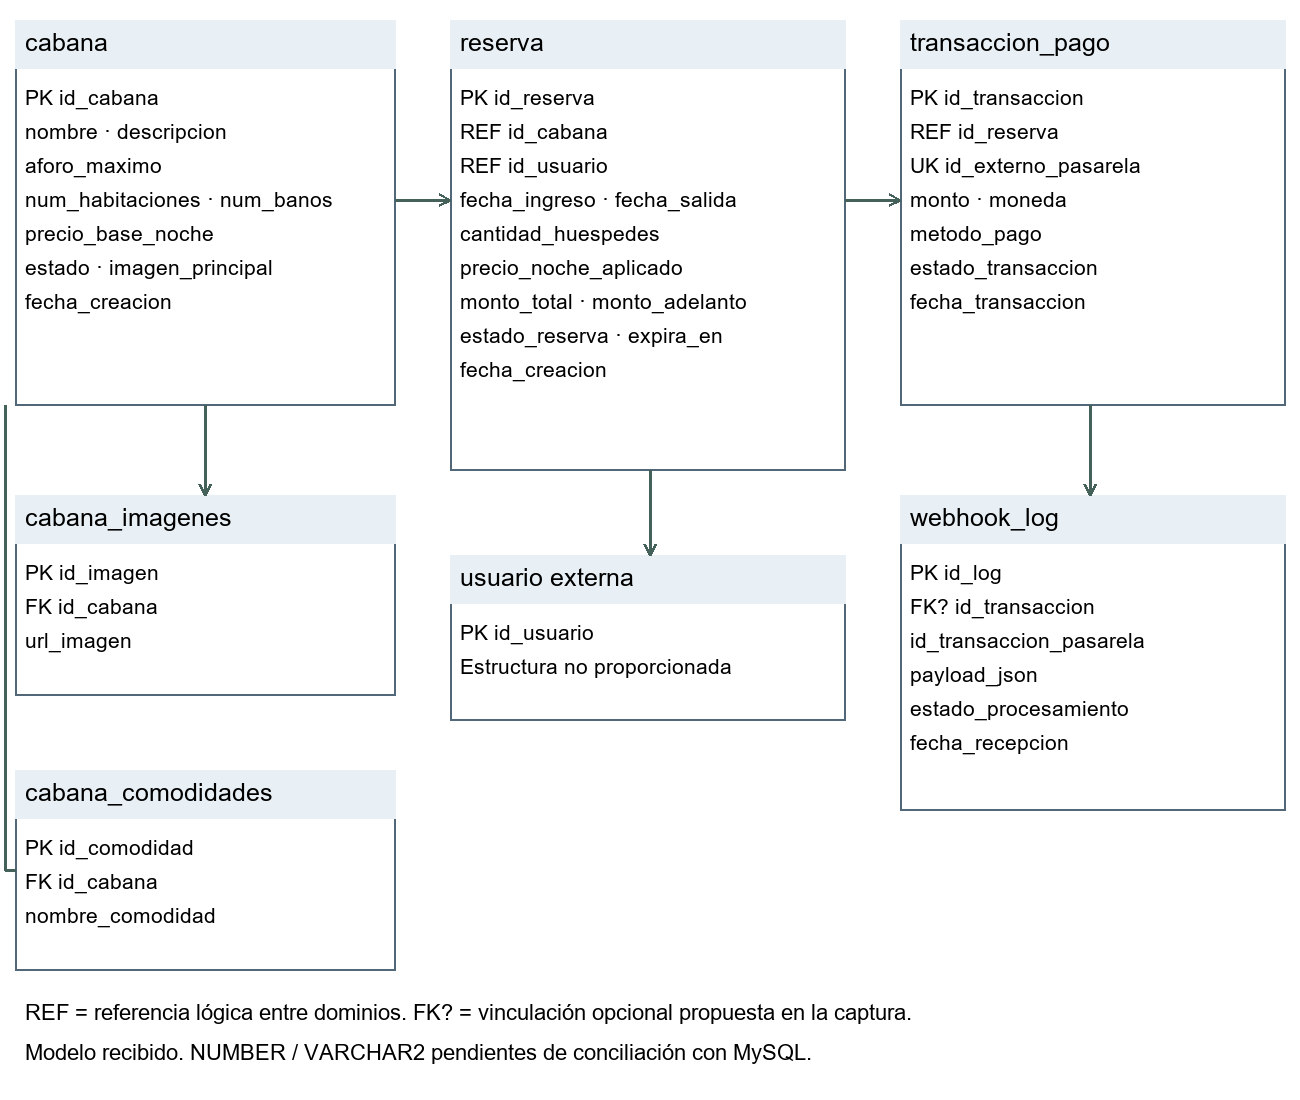 cabana
PK id_cabana
nombre · descripcion
aforo_maximo
num_habitaciones · num_banos
precio_base_noche
estado · imagen_principal
fecha_creacion
reserva
PK id_reserva
REF id_cabana
REF id_usuario
fecha_ingreso · fecha_salida
cantidad_huespedes
precio_noche_aplicado
monto_total · monto_adelanto
estado_reserva · expira_en
fecha_creacion
transaccion_pago
PK id_transaccion
REF id_reserva
UK id_externo_pasarela
monto · moneda
metodo_pago
estado_transaccion
fecha_transaccion
cabana_imagenes
PK id_imagen
FK id_cabana
url_imagen
usuario externa
PK id_usuario
Estructura no proporcionada
webhook_log
PK id_log
FK? id_transaccion
id_transaccion_pasarela
payload_json
estado_procesamiento
fecha_recepcion
cabana_comodidades
PK id_comodidad
FK id_cabana
nombre_comodidad
REF = referencia lógica entre dominios. FK? = vinculación opcional propuesta en la captura.
Modelo recibido. NUMBER / VARCHAR2 pendientes de conciliación con MySQL.